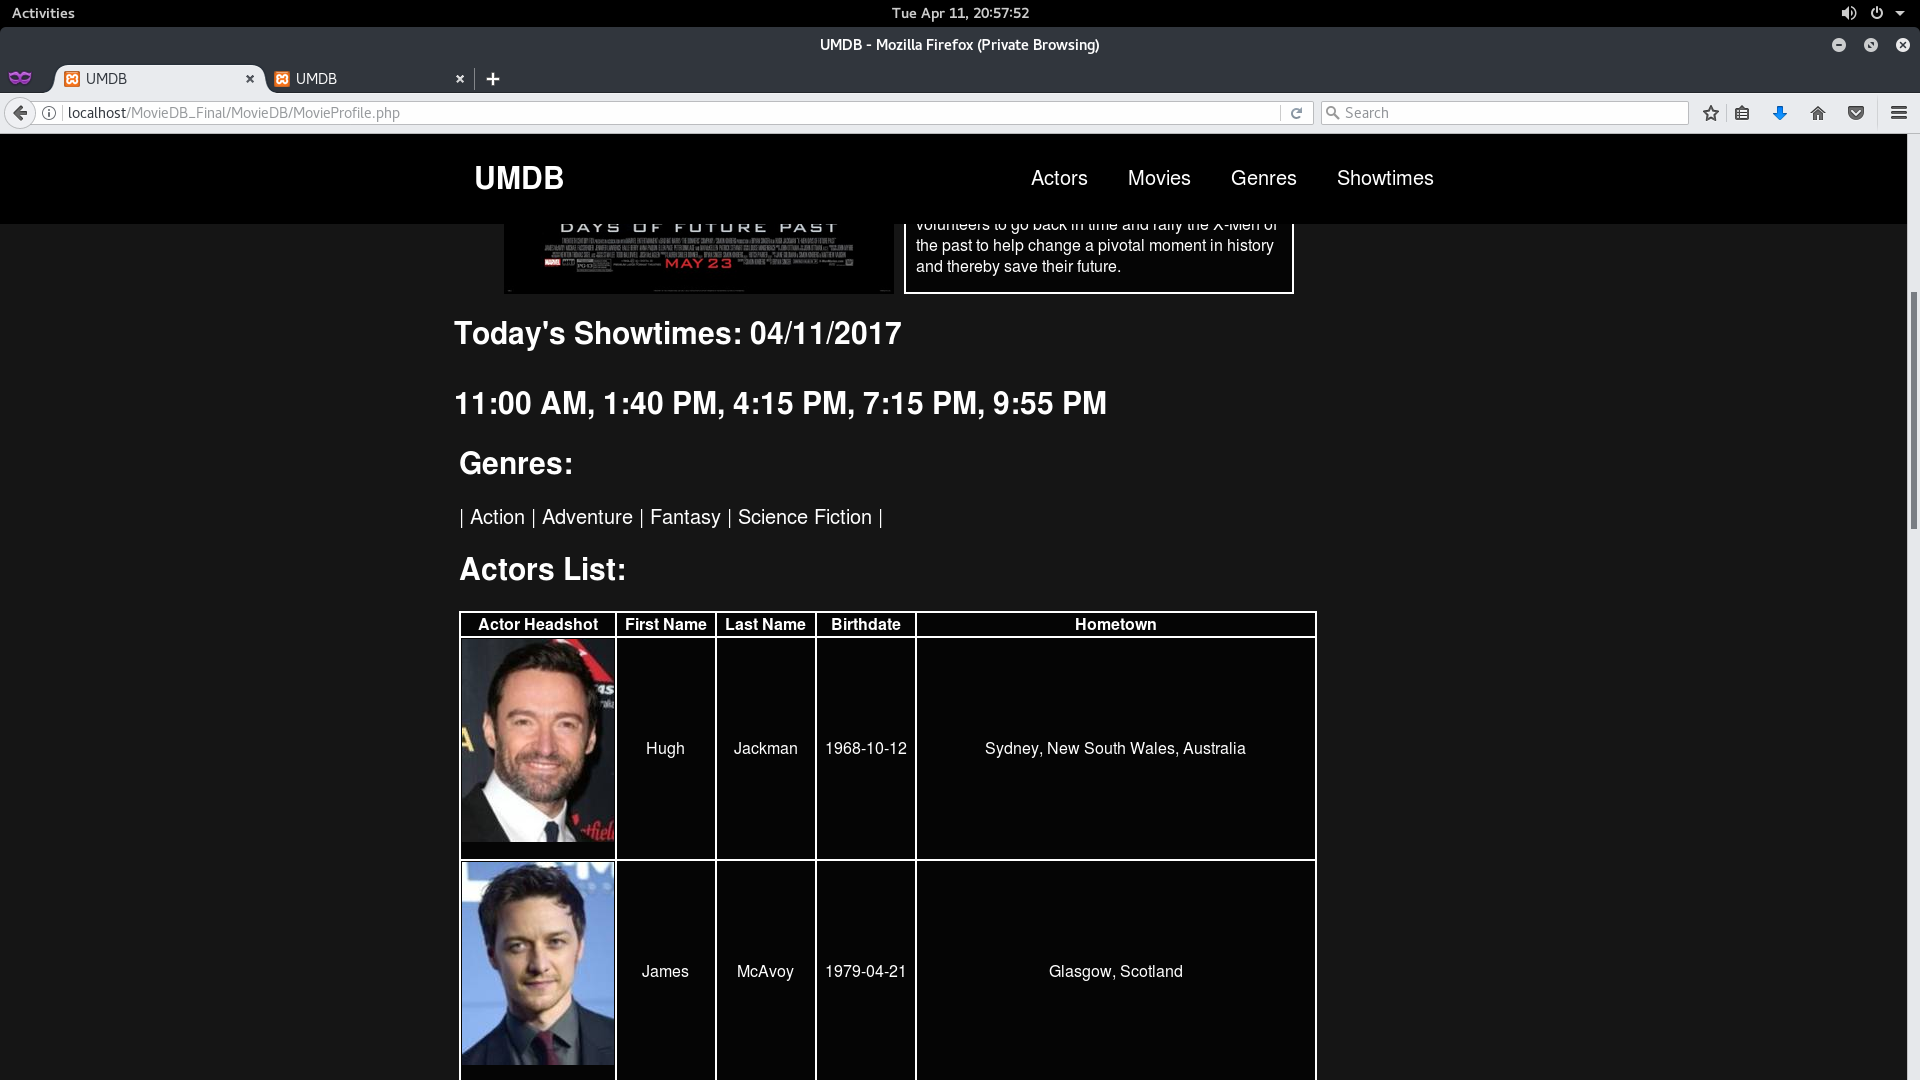 Activities
Tue Apr 11, 20:57:52
UMDB - Mozilla Firefox (Private Browsing)
UMDB
UMDB
localhost/MovieDB_Final/MovieDB/MovieProfile.php
Search
UMDB
Actors
Movies
Genres
Showtimes
DAYS OF FUTURE PAST
MAY 23
volunteers to go back in time and rally the X-Men of
the past to help change a pivotal moment in history
and thereby save their future.
Today's Showtimes: 04/11/2017
11:00 AM, 1:40 PM, 4:15 PM, 7:15 PM, 9:55 PM
Genres:
| Action | Adventure | Fantasy | Science Fiction |
Actors List:
Actor Headshot First Name Last Name Birthdate Hometown
Hugh Jackman 1968-10-12 Sydney, New South Wales, Australia
James McAvoy 1979-04-21 Glasgow, Scotland